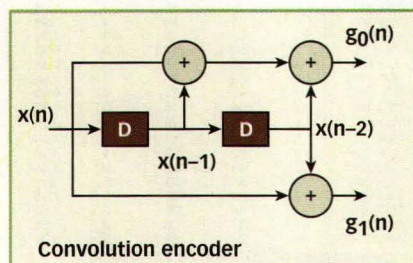 g₀(n)
+ +
x(n)
D D
x(n–1)
x(n–2)
+
g₁(n)
Convolution encoder